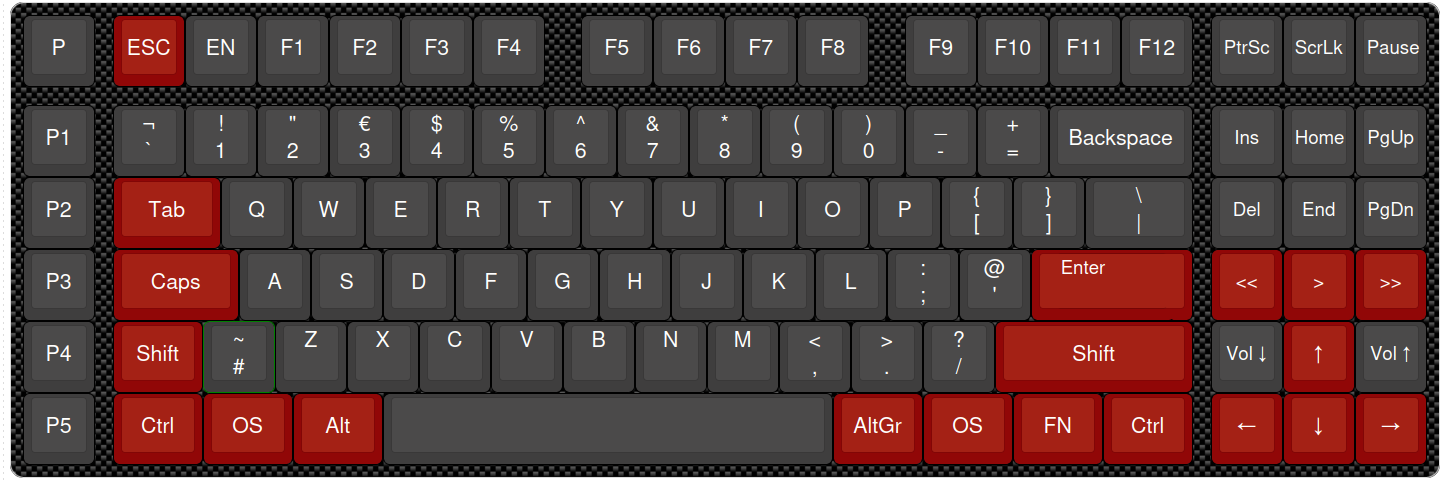 P ESC EN F1 F2 F3 F4 F5 F6 F7 F8 F9 F10 F11 F12 PtrSc ScrLk Pause
¬ ! " € $ % ^ & * ( ) _ +
P1 ` 1 2 3 4 5 6 7 8 9 0 - = Backspace Ins Home PgUp
{ } \
P2 Tab Q W E R T Y U I O P [ ] | Del End PgDn
: @ Enter
P3 Caps A S D F G H J K L ; ' << > >>
~ Z X C V B N M < > ?
P4 Shift # , . / Shift Vol ↓ ↑ Vol ↑
P5 Ctrl OS Alt AltGr OS FN Ctrl ← ↓ →